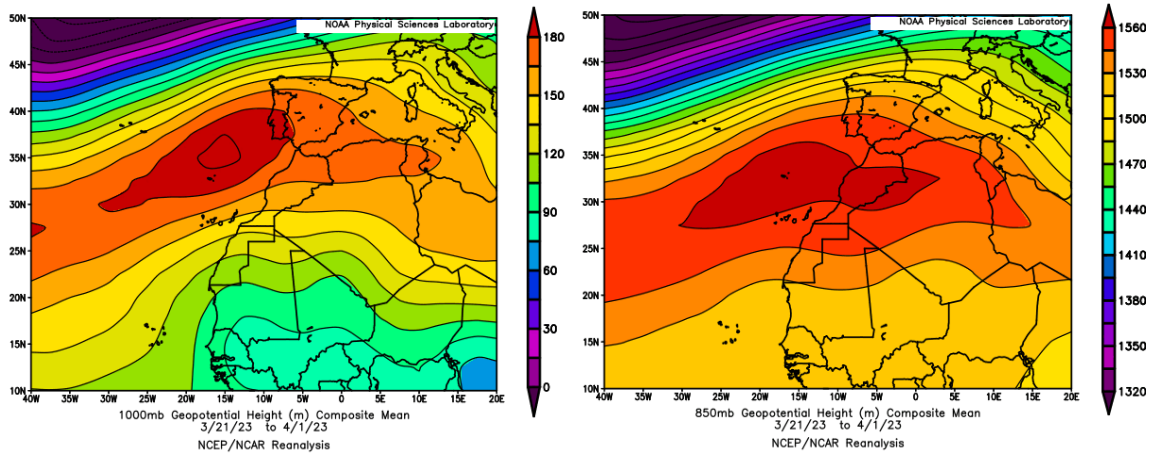 NOAA Physical Sciences Laboratory
50N
45N
40N
35N
30N
25N
20N
15N
10N
40W 35W 30W 25W 20W 15W 10W 5W 0 5E 10E 15E 20E
180
150
120
90
60
30
0
1000mb Geopotential Height (m) Composite Mean
3/21/23 to 4/1/23
NCEP/NCAR Reanalysis
NOAA Physical Sciences Laboratory
50N
45N
40N
35N
30N
25N
20N
15N
10N
40W 35W 30W 25W 20W 15W 10W 5W 0 5E 10E 15E 20E
1560
1530
1500
1470
1440
1410
1380
1350
1320
850mb Geopotential Height (m) Composite Mean
3/21/23 to 4/1/23
NCEP/NCAR Reanalysis